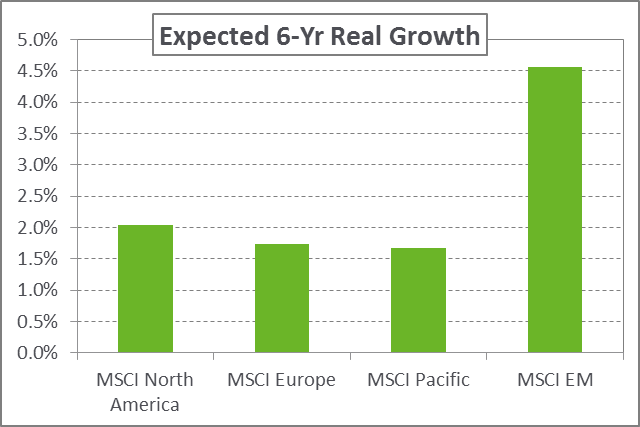 Expected 6-Yr Real Growth
5.0%
4.5%
4.0%
3.5%
3.0%
2.5%
2.0%
1.5%
1.0%
0.5%
0.0%
MSCI North
America
MSCI Europe
MSCI Pacific
MSCI EM